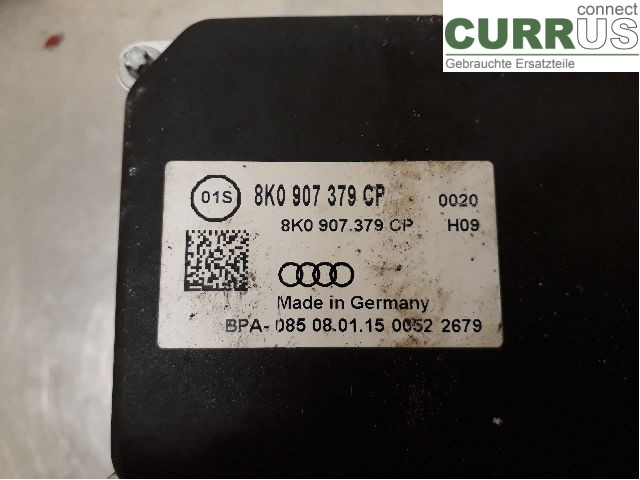 connect
CURRUS
Gebrauchte Ersatzteile
01S
8K0 907 379 CP 0020
8K0 907.379 CP H09
Made in Germany
BPA- 085 08.01.15 0052 2679